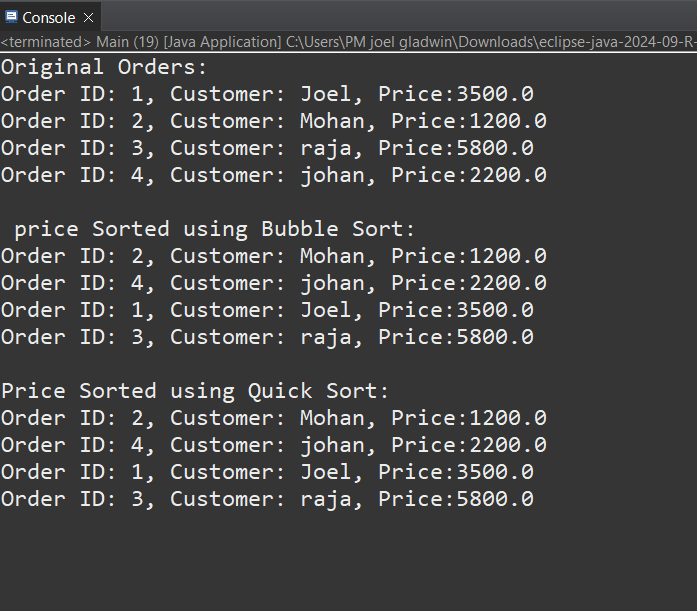 Console
<terminated> Main (19) [Java Application] C:\Users\PM joel gladwin\Downloads\eclipse-java-2024-09-R-
Original Orders:
Order ID: 1, Customer: Joel, Price:3500.0
Order ID: 2, Customer: Mohan, Price:1200.0
Order ID: 3, Customer: raja, Price:5800.0
Order ID: 4, Customer: johan, Price:2200.0
 price Sorted using Bubble Sort:
Order ID: 2, Customer: Mohan, Price:1200.0
Order ID: 4, Customer: johan, Price:2200.0
Order ID: 1, Customer: Joel, Price:3500.0
Order ID: 3, Customer: raja, Price:5800.0
Price Sorted using Quick Sort:
Order ID: 2, Customer: Mohan, Price:1200.0
Order ID: 4, Customer: johan, Price:2200.0
Order ID: 1, Customer: Joel, Price:3500.0
Order ID: 3, Customer: raja, Price:5800.0